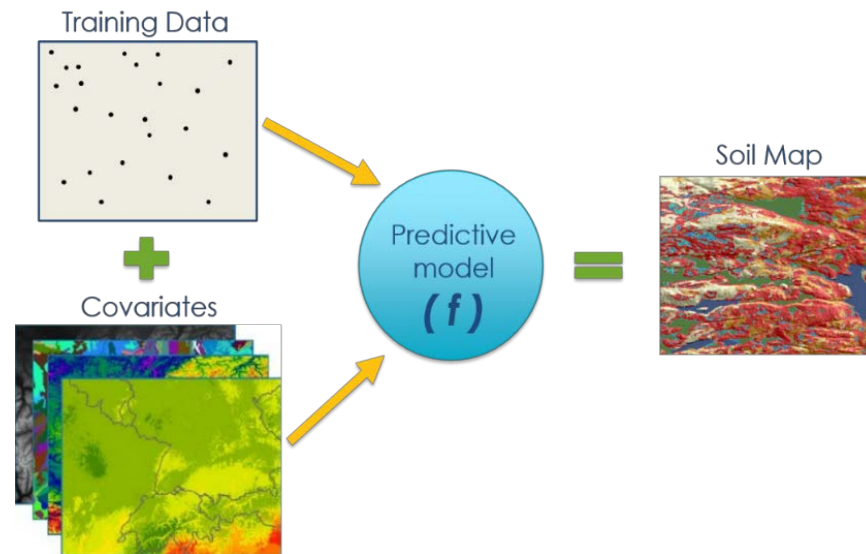 Training Data
Covariates
Predictive
model
(f)
Soil Map